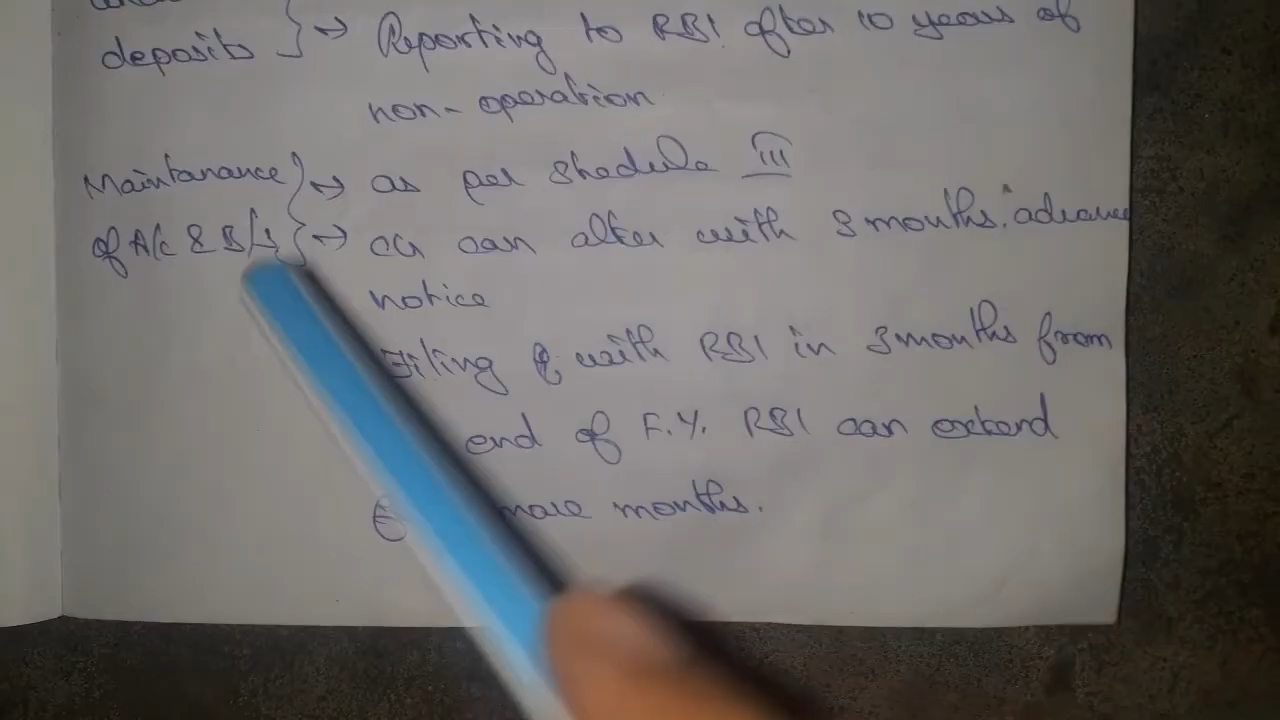 deposits } → Reporting to RBI after 10 years of
non-operation
Maintanance } → as per Shedule III
of A/c & B/s } → CG can alter with 3 months. advance
notice
Filing with RBI in 3 months from
end of F.Y. RBI can extend
more months.